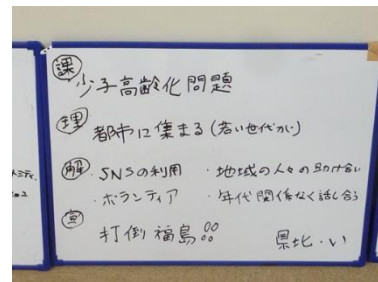 課 少子高齢化問題
理 都市に集まる(若い世代が)
解 ・SNSの利用 ・地域の人々の助け合い
・ボランティア ・年代関係なく話し合う
宣 打倒福島!! 県北・い